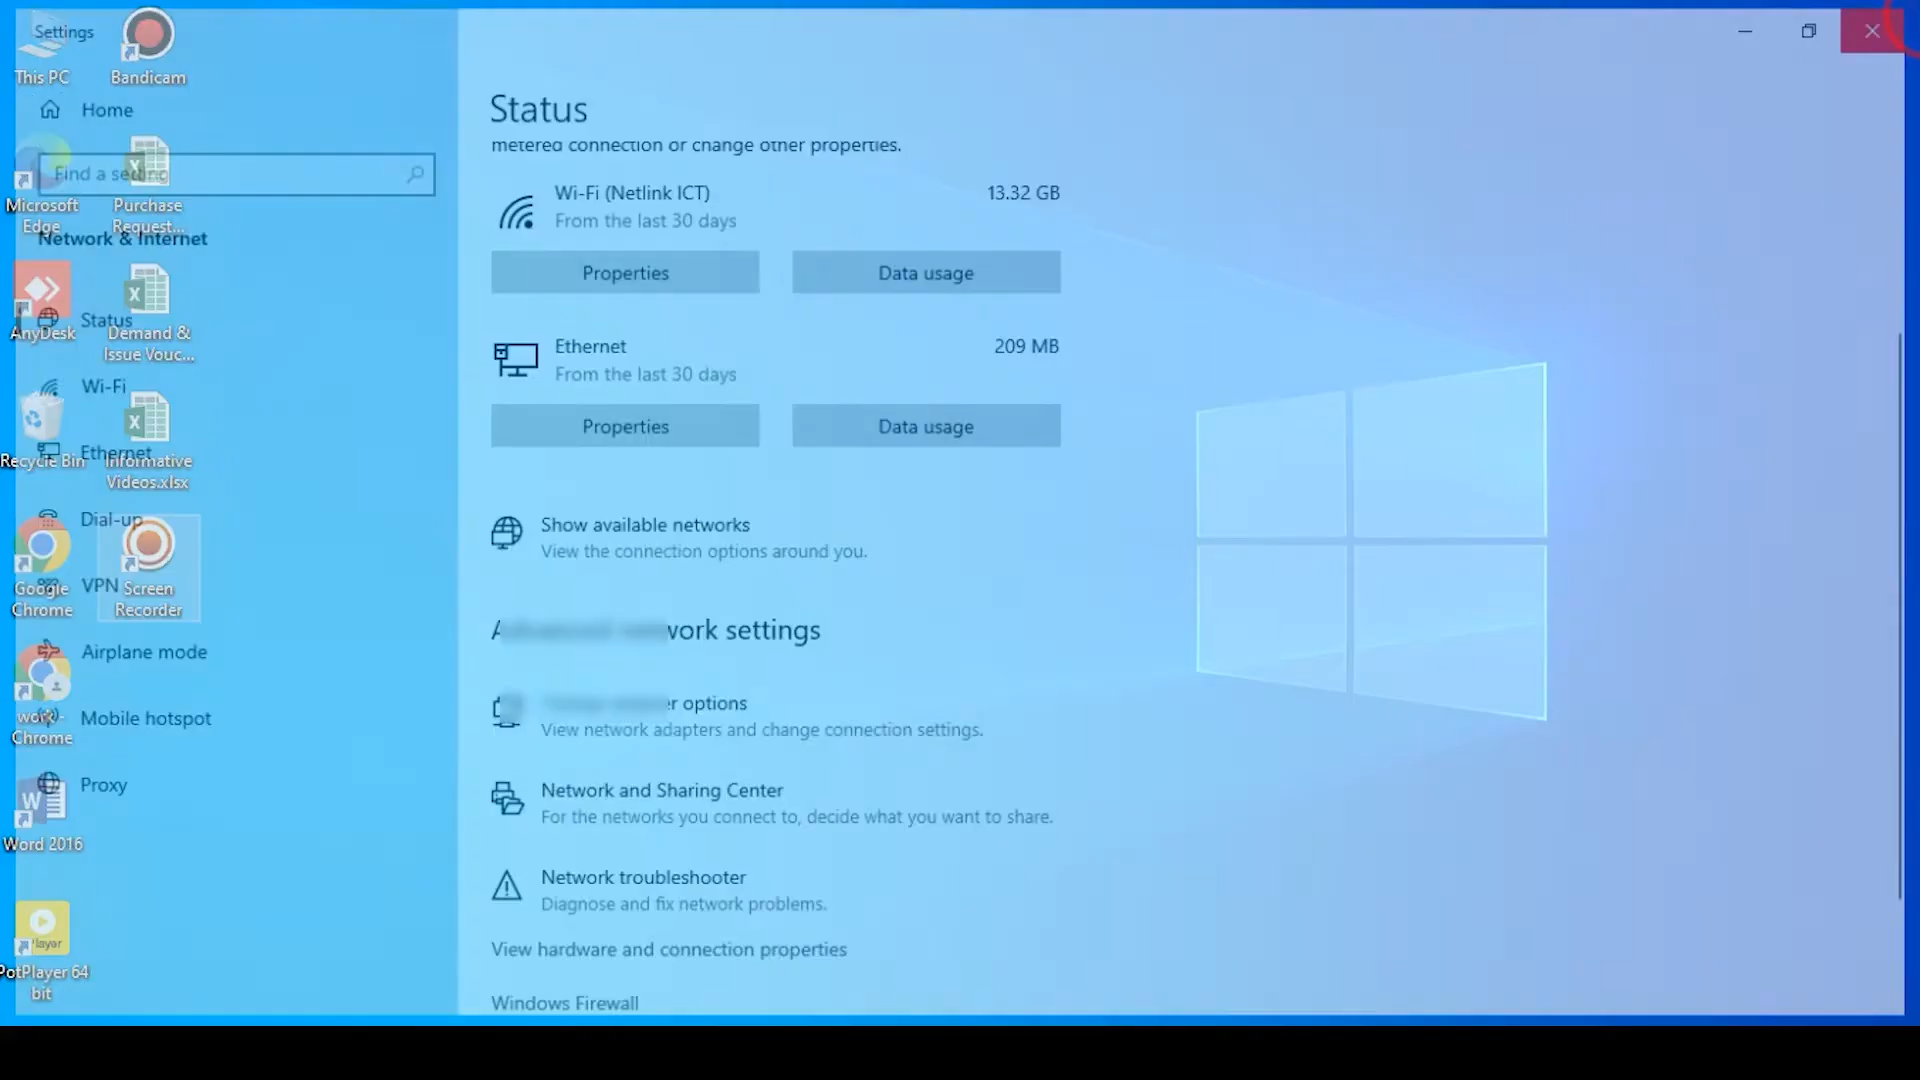 Settings
This PC
Bandicam
Home
Find a setting
Microsoft
Edge
Purchase
Request...
Network & Internet
AnyDesk
Status
Demand &
Issue Vouc...
Wi-Fi
Recycle Bin
Ethernet
Informative
Videos.xlsx
Dial-up
Google
Chrome
VPN
Screen
Recorder
Airplane mode
work -
Chrome
Mobile hotspot
Proxy
Word 2016
Player
PotPlayer 64
bit
Status
metered connection or change other properties.
Wi-Fi (Netlink ICT)
13.32 GB
From the last 30 days
Properties
Data usage
Ethernet
209 MB
From the last 30 days
Properties
Data usage
Show available networks
View the connection options around you.
settings
options
View network adapters and change connection settings.
Network and Sharing Center
For the networks you connect to, decide what you want to share.
Network troubleshooter
Diagnose and fix network problems.
View hardware and connection properties
Windows Firewall